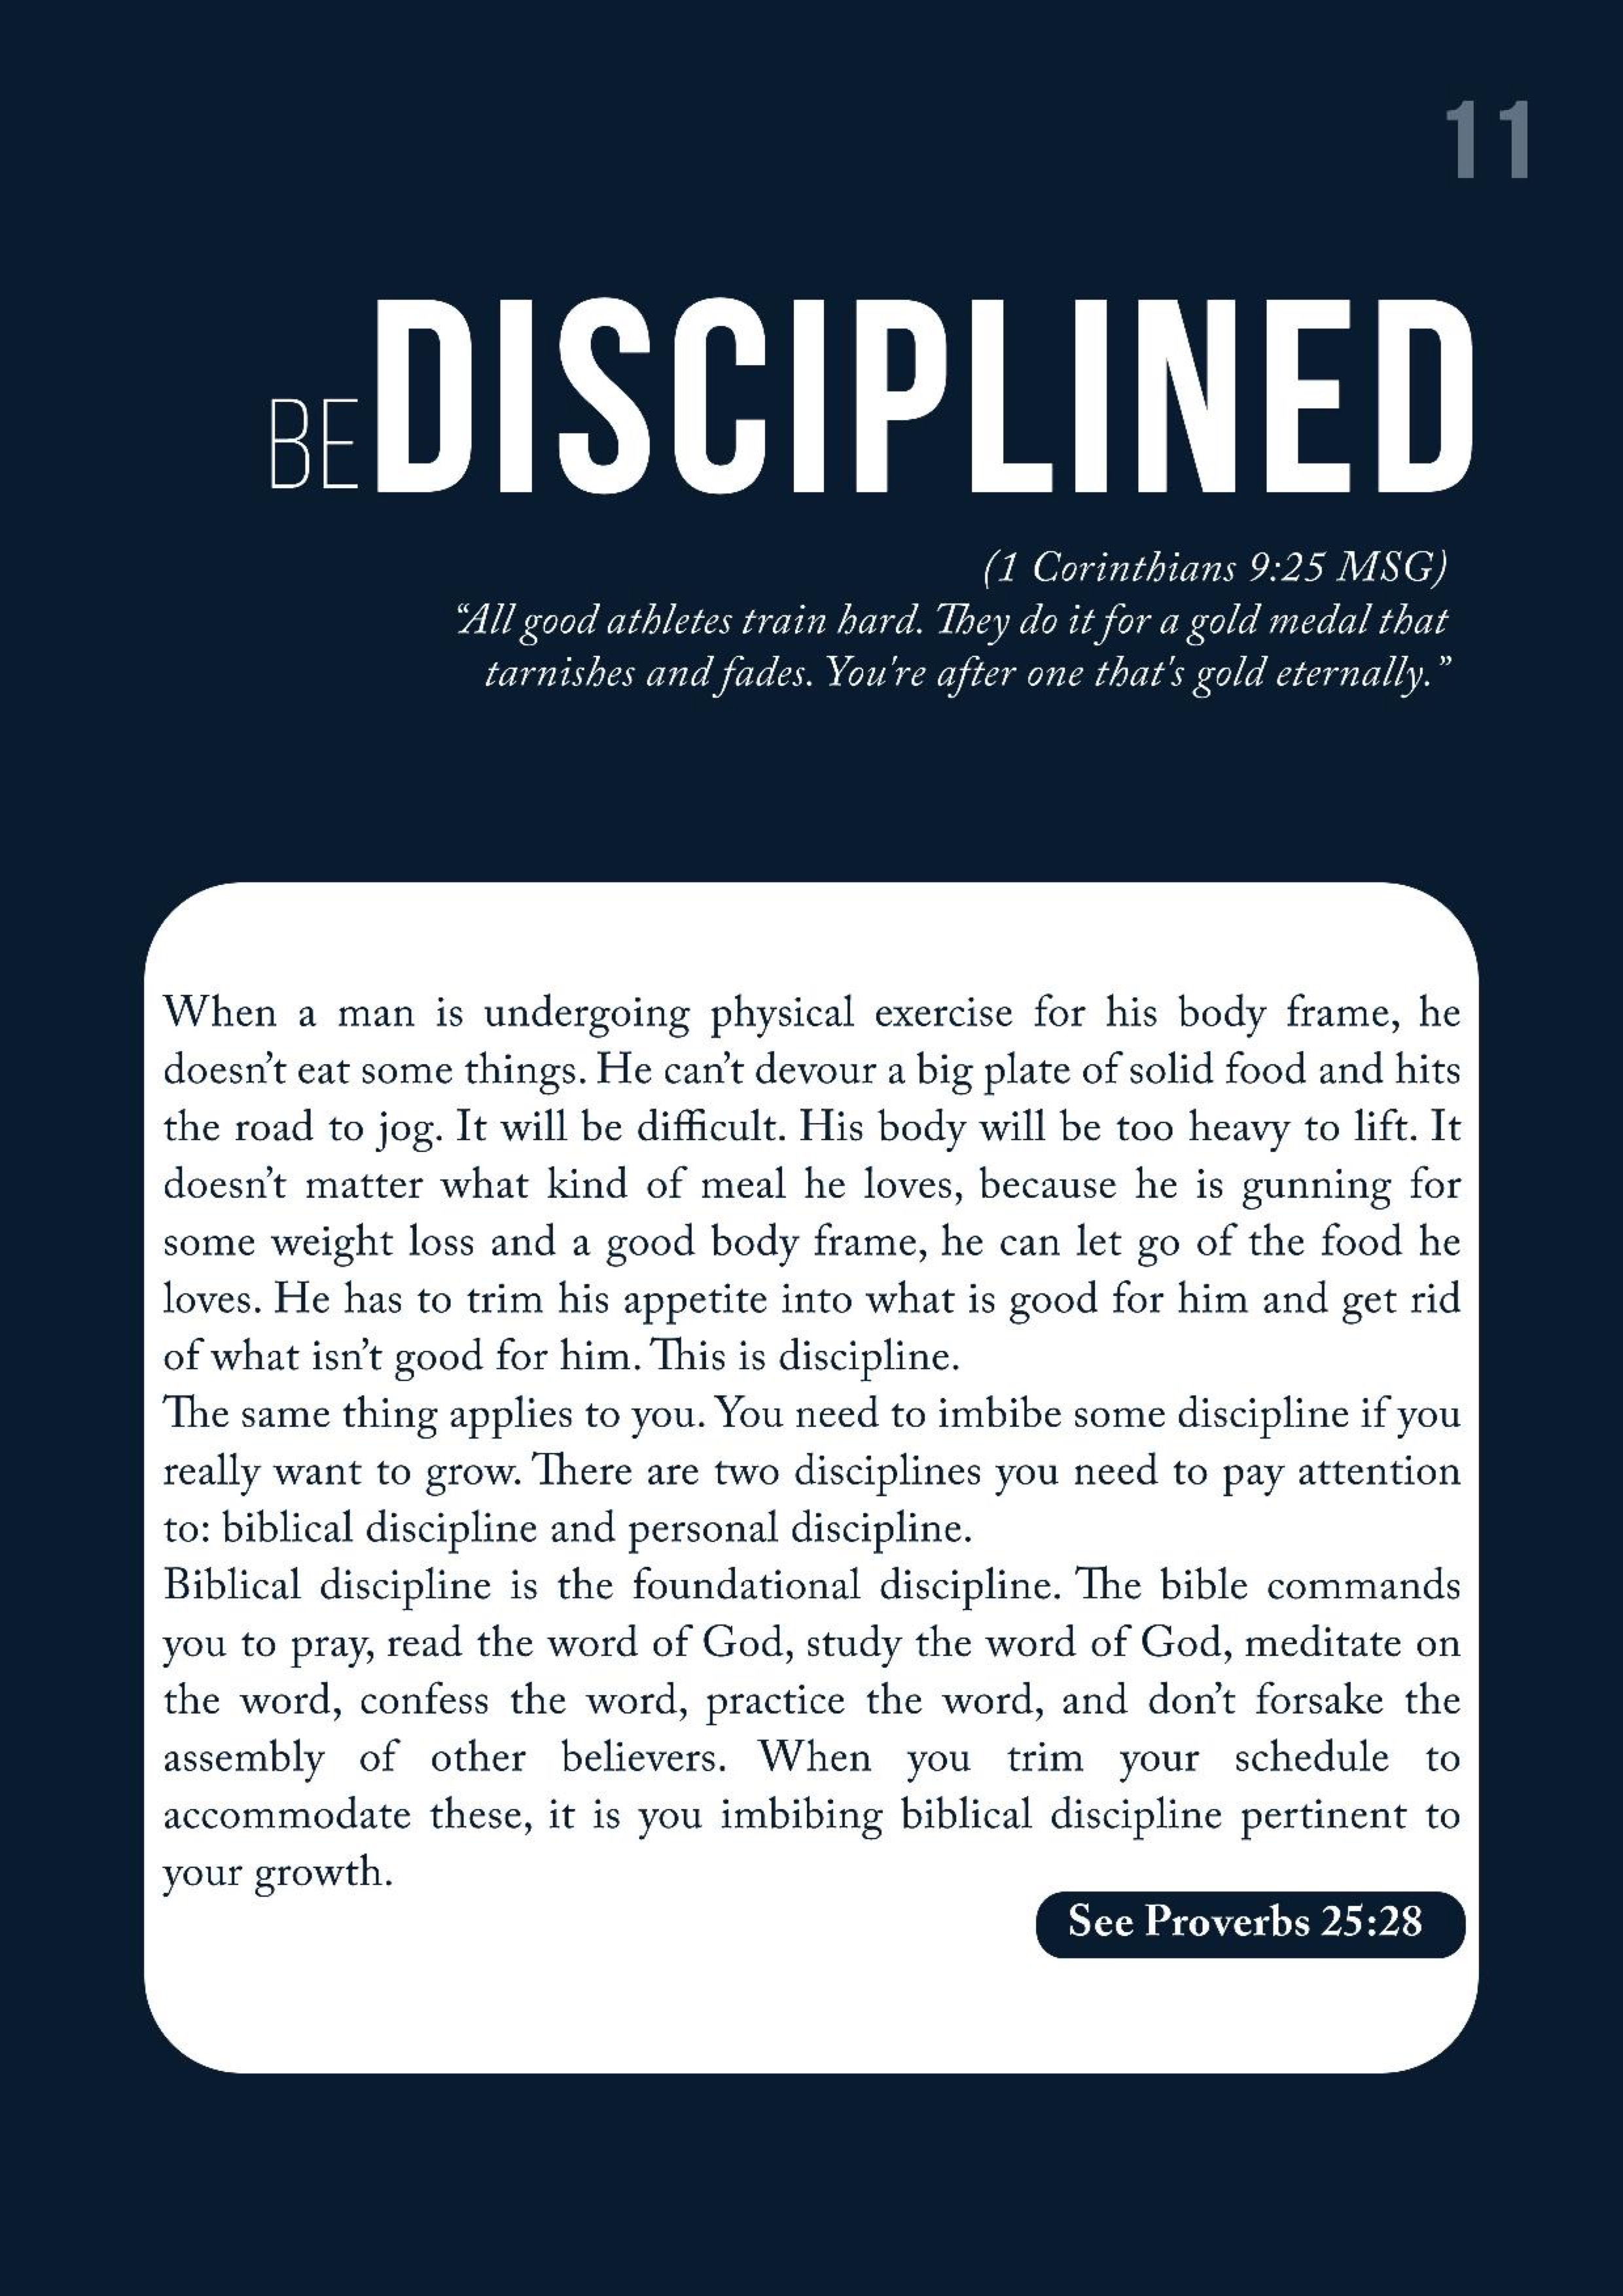 11
BE DISCIPLINED
(1 Corinthians 9:25 MSG)
“All good athletes train hard. They do it for a gold medal that
tarnishes and fades. You're after one that's gold eternally.”
When a man is undergoing physical exercise for his body frame, he
doesn’t eat some things. He can’t devour a big plate of solid food and hits
the road to jog. It will be difficult. His body will be too heavy to lift. It
doesn’t matter what kind of meal he loves, because he is gunning for
some weight loss and a good body frame, he can let go of the food he
loves. He has to trim his appetite into what is good for him and get rid
of what isn’t good for him. This is discipline.
The same thing applies to you. You need to imbibe some discipline if you
really want to grow. There are two disciplines you need to pay attention
to: biblical discipline and personal discipline.
Biblical discipline is the foundational discipline. The bible commands
you to pray, read the word of God, study the word of God, meditate on
the word, confess the word, practice the word, and don’t forsake the
assembly of other believers. When you trim your schedule to
accommodate these, it is you imbibing biblical discipline pertinent to
your growth.
See Proverbs 25:28